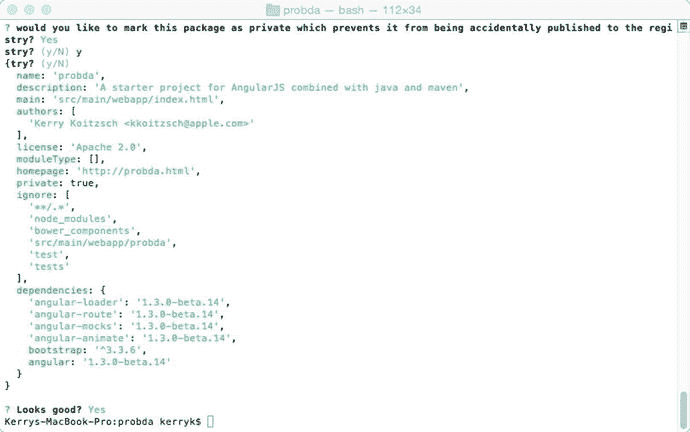 probda — bash — 112×34
? would you like to mark this package as private which prevents it from being accidentally published to the regi
stry? Yes
stry? (y/N) y
{try? (y/N)
name: 'probda',
description: 'A starter project for AngularJS combined with java and maven',
main: 'src/main/webapp/index.html',
authors: [
'Kerry Koitzsch <kkoitzsch@apple.com>'
],
license: 'Apache 2.0',
moduleType: [],
homepage: 'http://probda.html',
private: true,
ignore: [
'**/.*',
'node_modules',
'bower_components',
'src/main/webapp/probda',
'test',
'tests'
],
dependencies: {
'angular-loader': '1.3.0-beta.14',
'angular-route': '1.3.0-beta.14',
'angular-mocks': '1.3.0-beta.14',
'angular-animate': '1.3.0-beta.14',
bootstrap: '^3.3.6',
angular: '1.3.0-beta.14'
}
}
? Looks good? Yes
Kerrys-MacBook-Pro:probda kerryk$